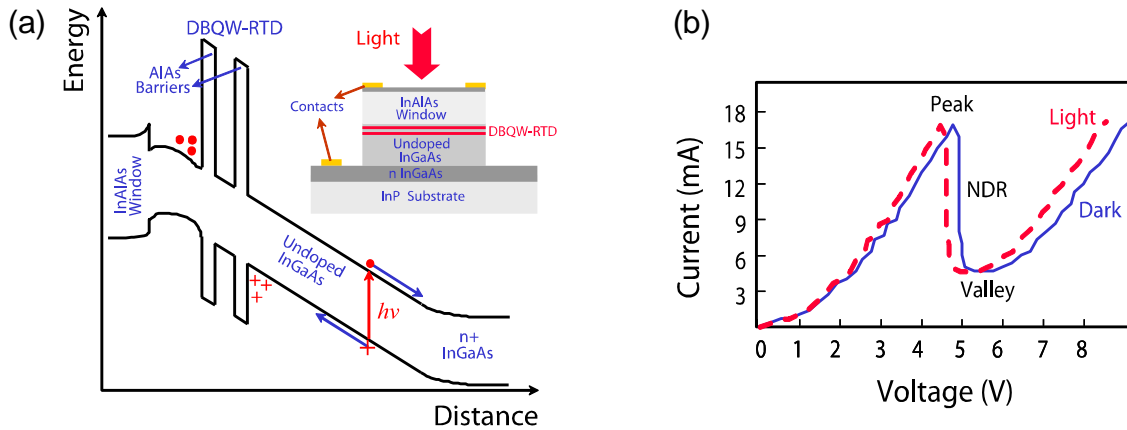 (a)
Energy
DBQW-RTD
AlAs
Barriers
InAlAs
Window
Undoped
InGaAs
hν
n+
InGaAs
Distance
Light
Contacts
InAlAs
Window
DBQW-RTD
Undoped
InGaAs
n InGaAs
InP Substrate
(b)
Current (mA)
18
15
12
9
6
3
Peak
Light
NDR
Dark
Valley
0 1 2 3 4 5 6 7 8
Voltage (V)